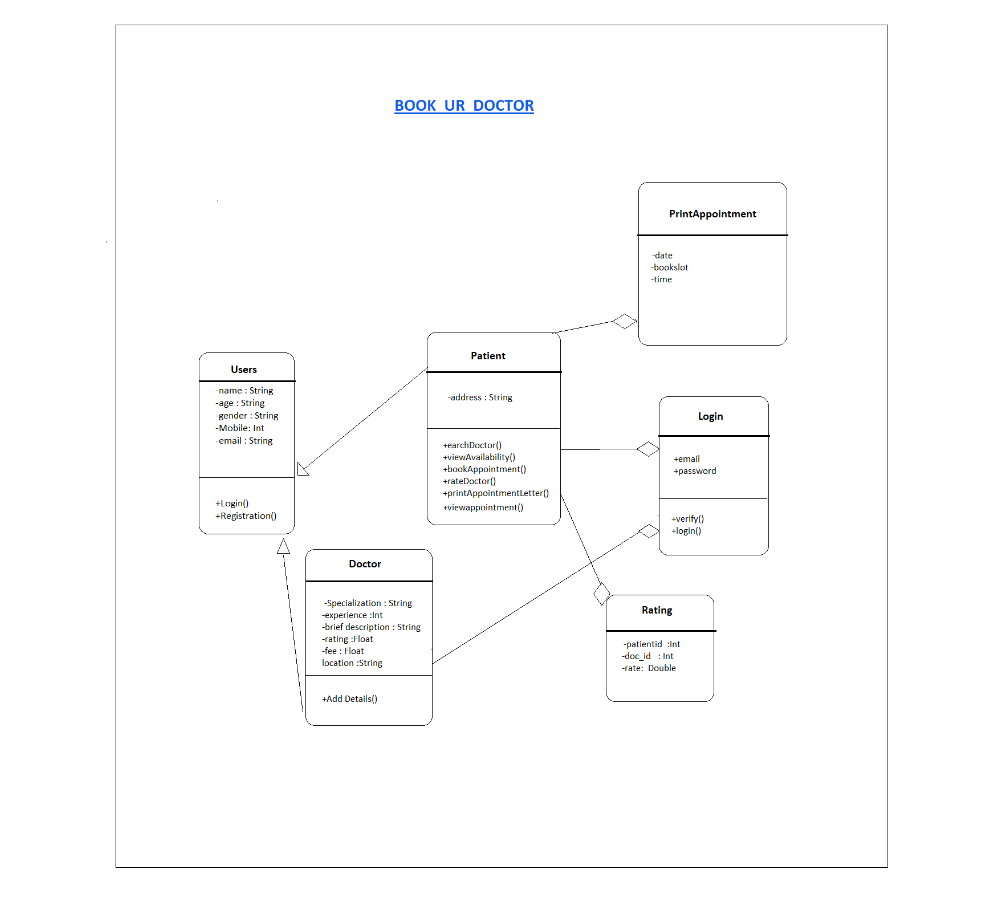 BOOK UR DOCTOR
PrintAppointment
-date
-bookslot
-time
Patient
-address : String
+earchDoctor()
+viewAvailability()
+bookAppointment()
+rateDoctor()
+printAppointmentLetter()
+viewappointment()
Users
-name : String
-age : String
-gender : String
-Mobile: Int
-email : String
+Login()
+Registration()
Login
+email
+password
+verify()
+login()
Doctor
-Specialization : String
-experience :Int
-brief description : String
-rating :Float
-fee : Float
location :String
+Add Details()
Rating
-patientid :Int
-doc_id : Int
-rate: Double